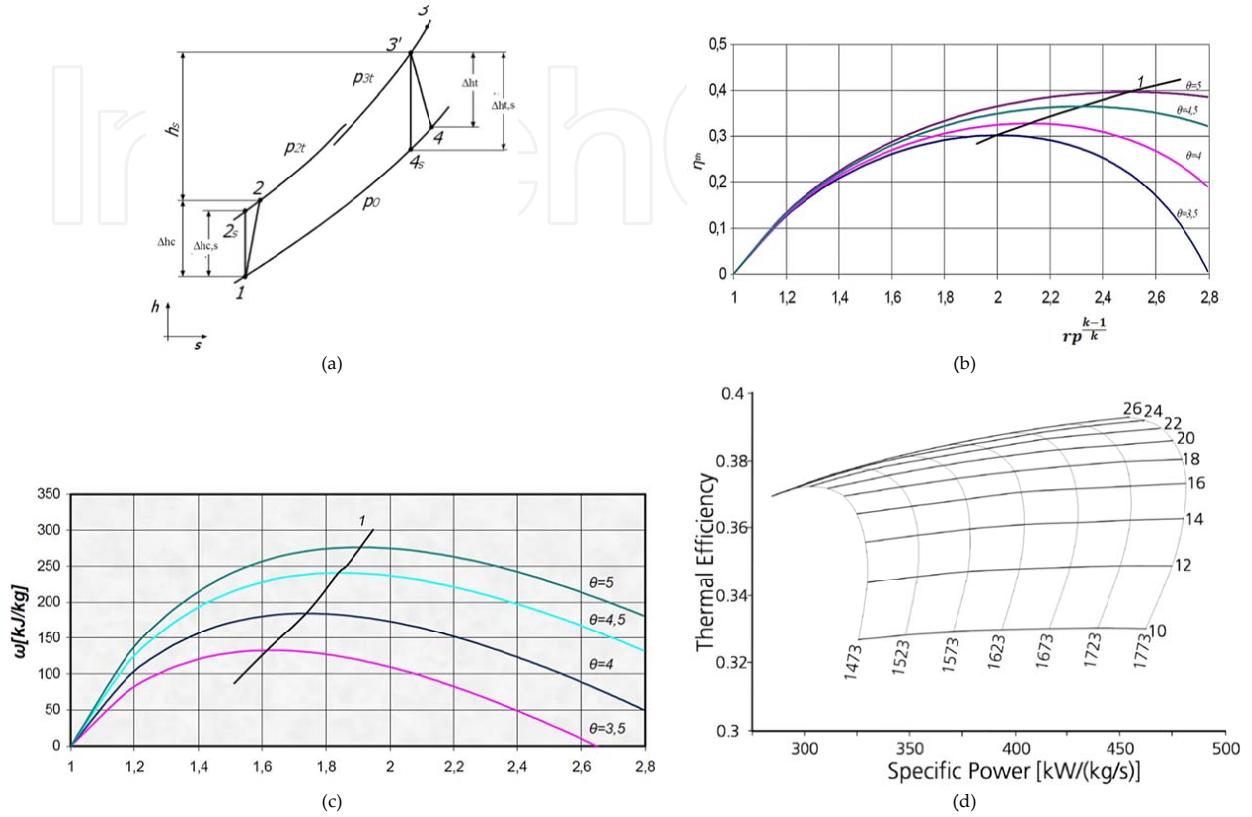 3
3'
p3t
Δht
Δht,s
hs
4
4s
p2t
2
p0
2s
Δhc
Δhc,s
1
h
s
(a)
0,5
0,4
0,3
0,2
0,1
0
ηth
1
θ=5
θ=4,5
θ=4
θ=3,5
1 1,2 1,4 1,6 1,8 2 2,2 2,4 2,6 2,8
rp^(k−1)/k
(b)
350
300
250
200
150
100
50
0
ω[kJ/kg]
1
θ=5
θ=4,5
θ=4
θ=3,5
1 1,2 1,4 1,6 1,8 2 2,2 2,4 2,6 2,8
(c)
0.4
0.38
0.36
0.34
0.32
0.3
Thermal Efficiency
26 24
22
20
18
16
14
12
10
1473 1523 1573 1623 1673 1723 1773
300 350 400 450 500
Specific Power [kW/(kg/s)]
(d)